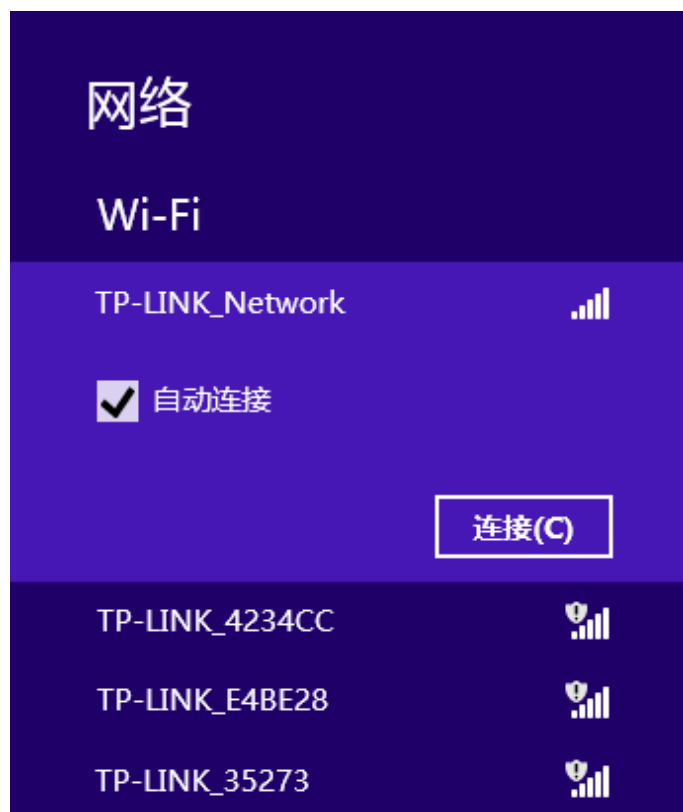 网络
Wi-Fi
TP-LINK_Network
自动连接
连接(C)
TP-LINK_4234CC
TP-LINK_E4BE28
TP-LINK_35273